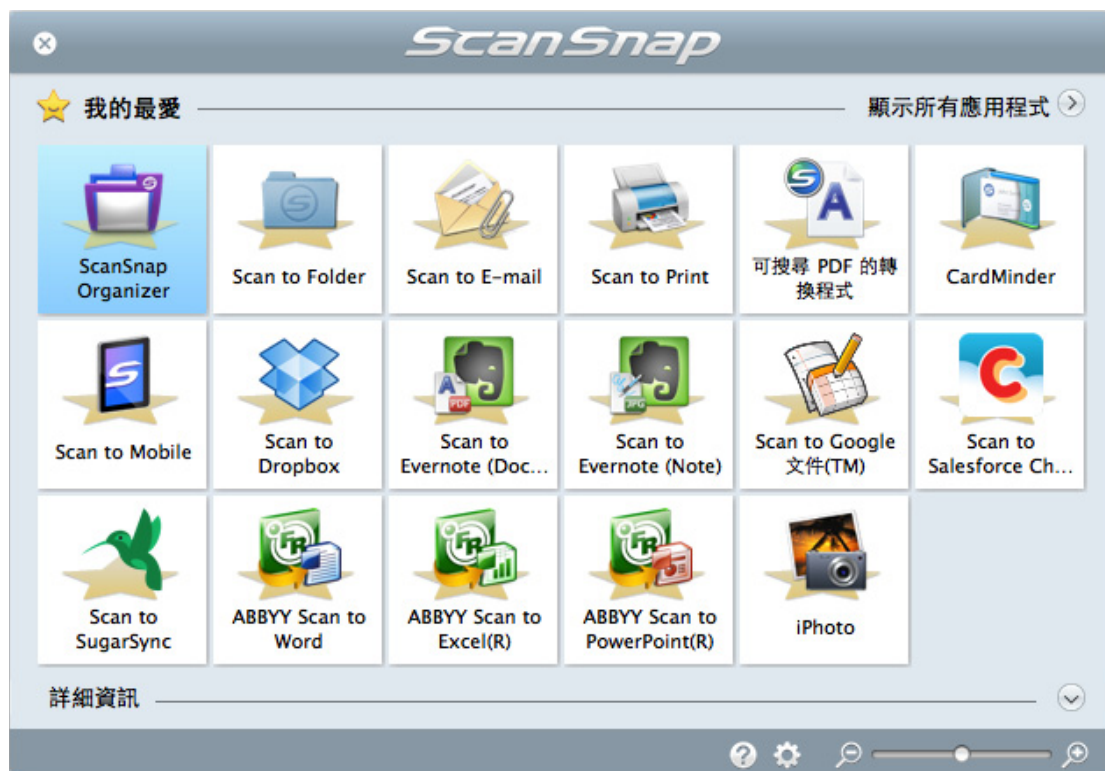 ScanSnap
我的最愛
顯示所有應用程式
ScanSnap
Organizer
Scan to Folder
Scan to E-mail
Scan to Print
可搜尋 PDF 的轉
換程式
CardMinder
Scan to Mobile
Scan to
Dropbox
Scan to
Evernote (Doc...
Scan to
Evernote (Note)
Scan to Google
文件(TM)
Scan to
Salesforce Ch...
Scan to
SugarSync
ABBYY Scan to
Word
ABBYY Scan to
Excel(R)
ABBYY Scan to
PowerPoint(R)
iPhoto
詳細資訊